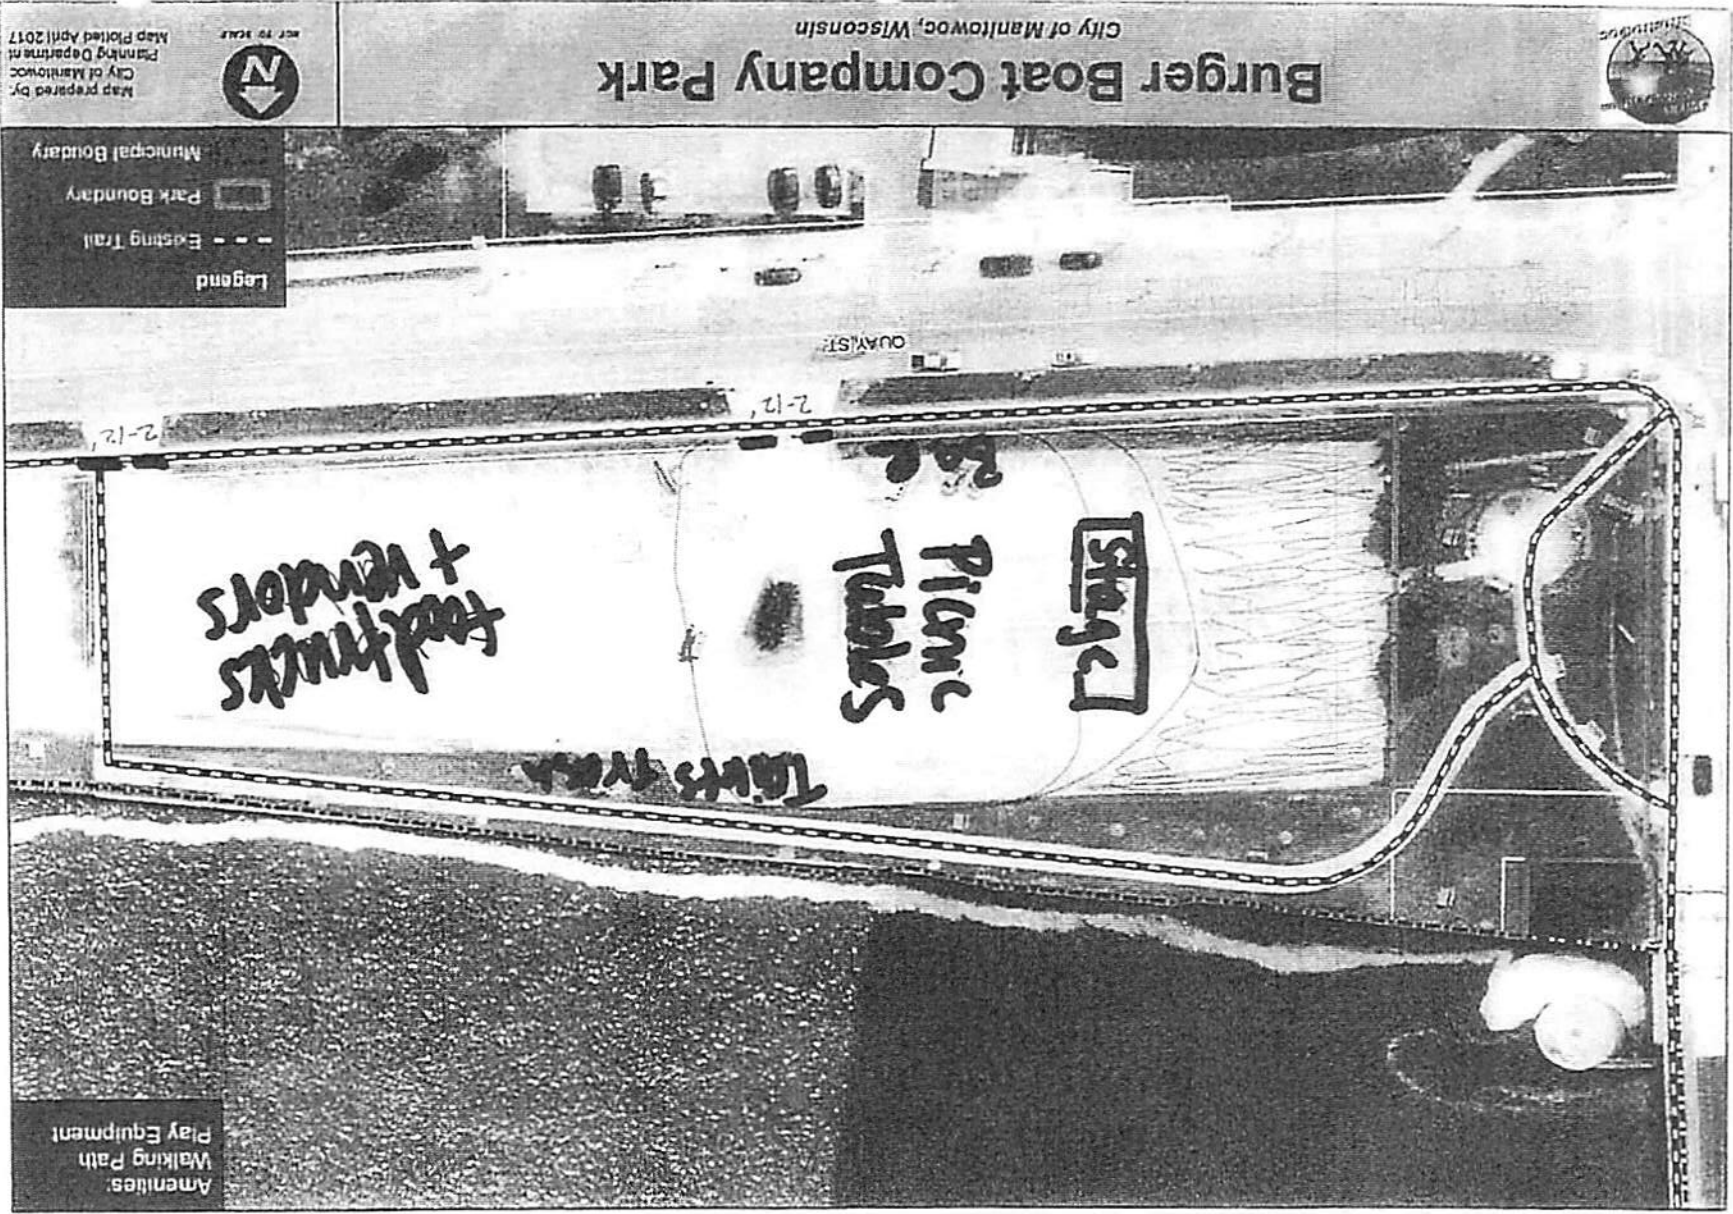 Amenities:
Walking Path
Play Equipment
Trash
Stage
Picnic
Tables
food trucks
+ vendors
2-12'
2-12'
QUAY ST.
Legend
Existing Trail
Park Boundary
Municipal Boudary
Burger Boat Company Park
City of Manitowoc, Wisconsin
N
NOT TO SCALE
Map prepared by:
City of Manitowoc
Planning Department
Map Plotted April 2017